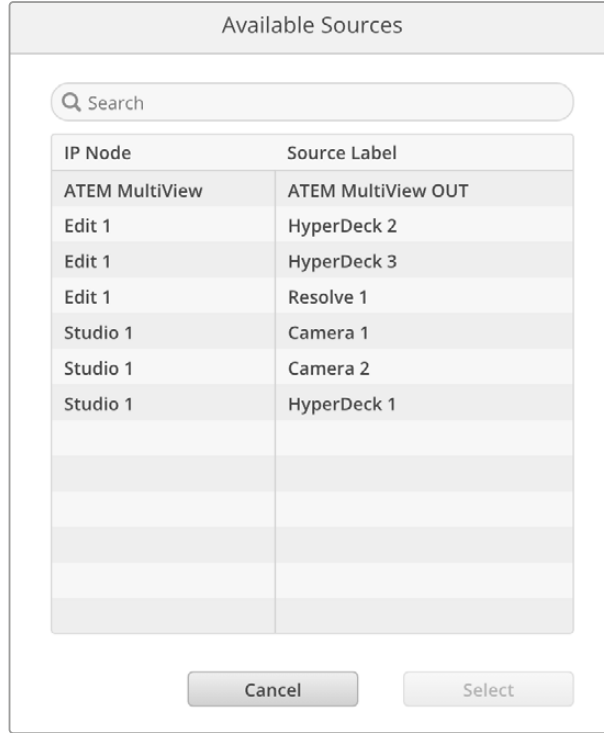 Available Sources
Search
IP Node Source Label
ATEM MultiView ATEM MultiView OUT
Edit 1 HyperDeck 2
Edit 1 HyperDeck 3
Edit 1 Resolve 1
Studio 1 Camera 1
Studio 1 Camera 2
Studio 1 HyperDeck 1
Cancel Select